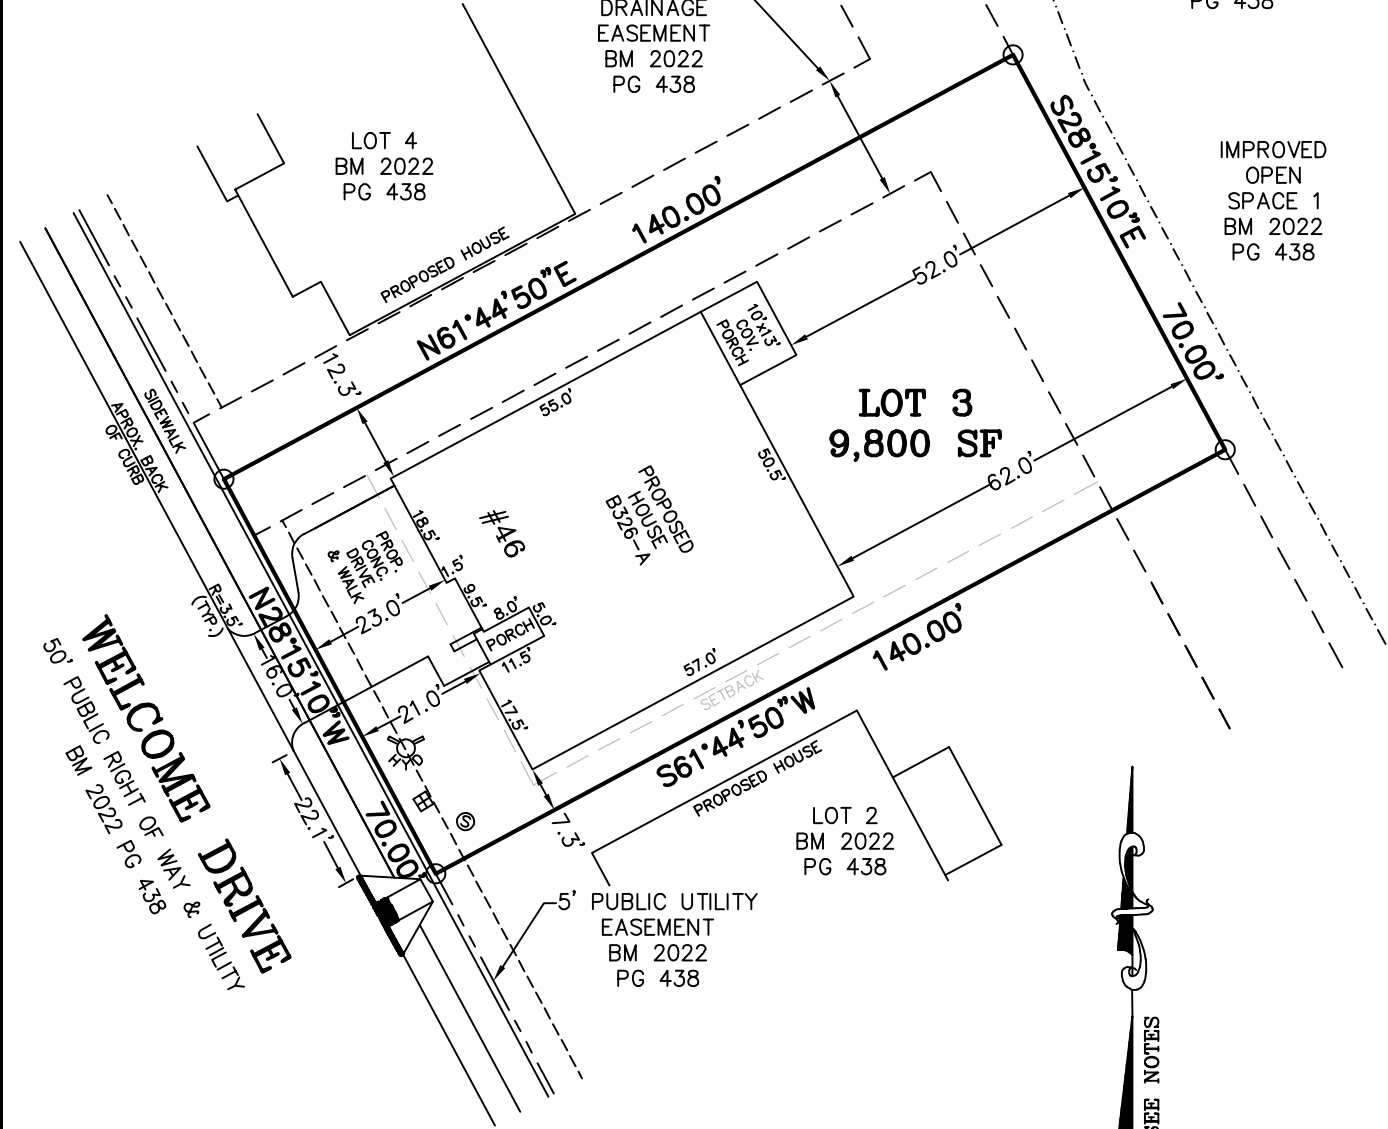 DRAINAGE
EASEMENT
BM 2022
PG 438
PG 438
LOT 4
BM 2022
PG 438
IMPROVED
OPEN
SPACE 1
BM 2022
PG 438
PROPOSED HOUSE
N61°44'50"E
140.00'
S28°15'10"E
70.00'
12.3'
55.0'
10'x13'
COV.
PORCH
52.0'
LOT 3
9,800 SF
62.0'
50.5'
SIDEWALK
APROX. BACK
OF CURB
PROP.
CONC.
DRIVE
& WALK
18.5'
#46
PROPOSED
HOUSE
B326-A
1.5'
9.5'
8.0'
5.0'
PORCH
11.5'
23.0'
R=3.5'
(TYP.)
N28°15'10"W
70.00'
16.0'
21.0'
17.5'
57.0'
SETBACK
S61°44'50"W
140.00'
22.1'
7.3'
S
WELCOME DRIVE
50' PUBLIC RIGHT OF WAY & UTILITY
BM 2022 PG 438
PROPOSED HOUSE
LOT 2
BM 2022
PG 438
5' PUBLIC UTILITY
EASEMENT
BM 2022
PG 438
SEE NOTES